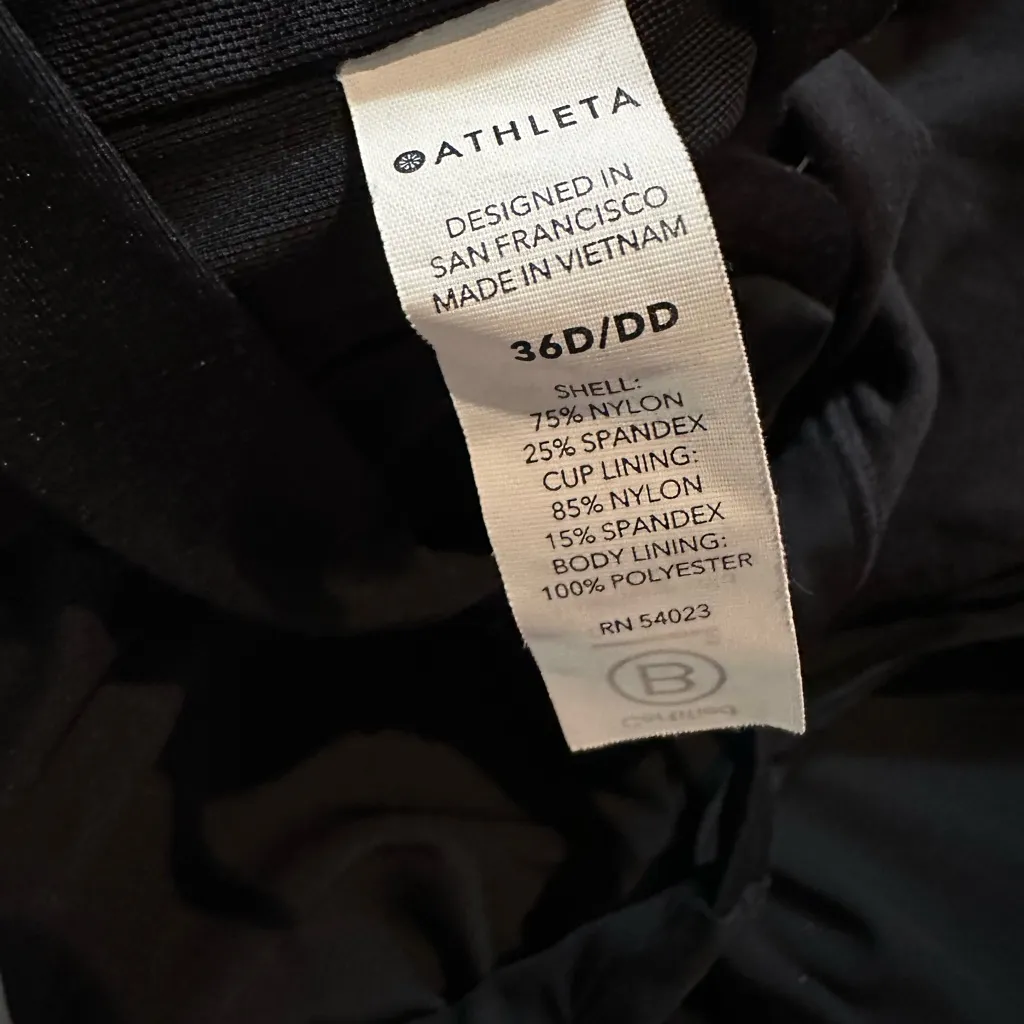 ATHLETA
DESIGNED IN
SAN FRANCISCO
MADE IN VIETNAM
36D/DD
SHELL:
75% NYLON
25% SPANDEX
CUP LINING:
85% NYLON
15% SPANDEX
BODY LINING:
100% POLYESTER
RN 54023
B